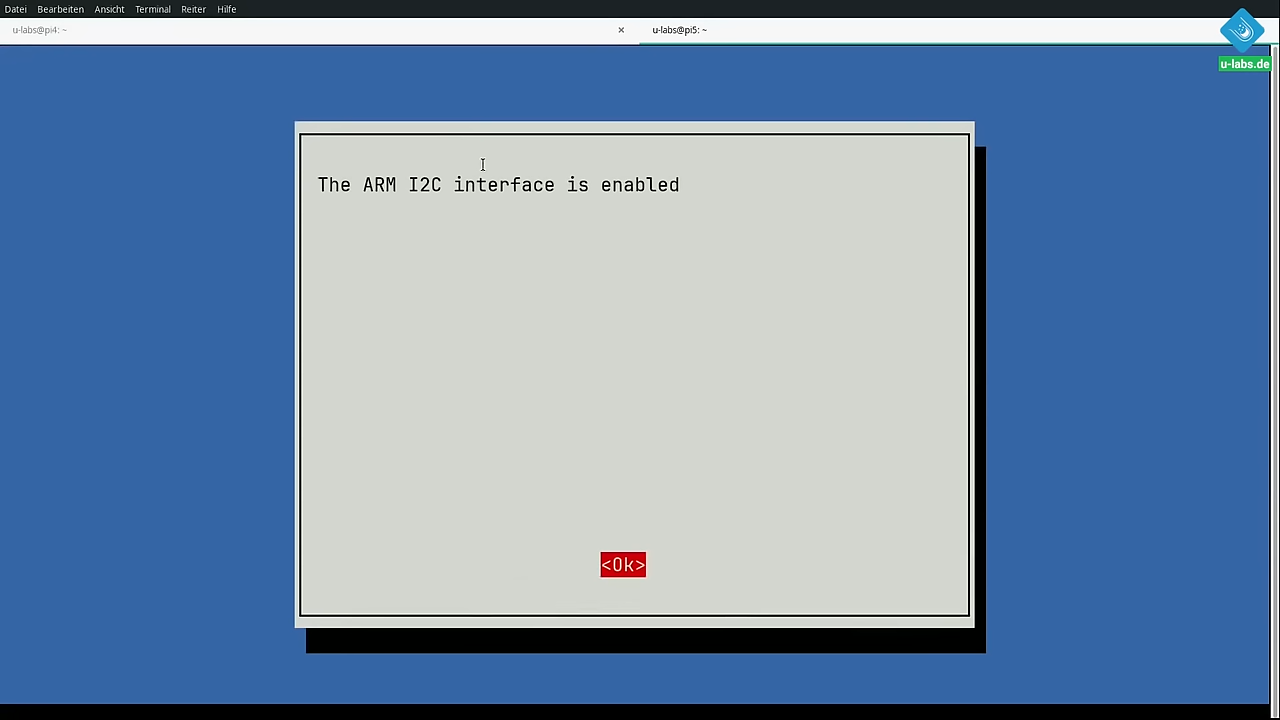 Datei Bearbeiten Ansicht Terminal Reiter Hilfe
u-labs@pi4: ~ × u-labs@pi5: ~
u-labs.de
The ARM I2C interface is enabled
<Ok>